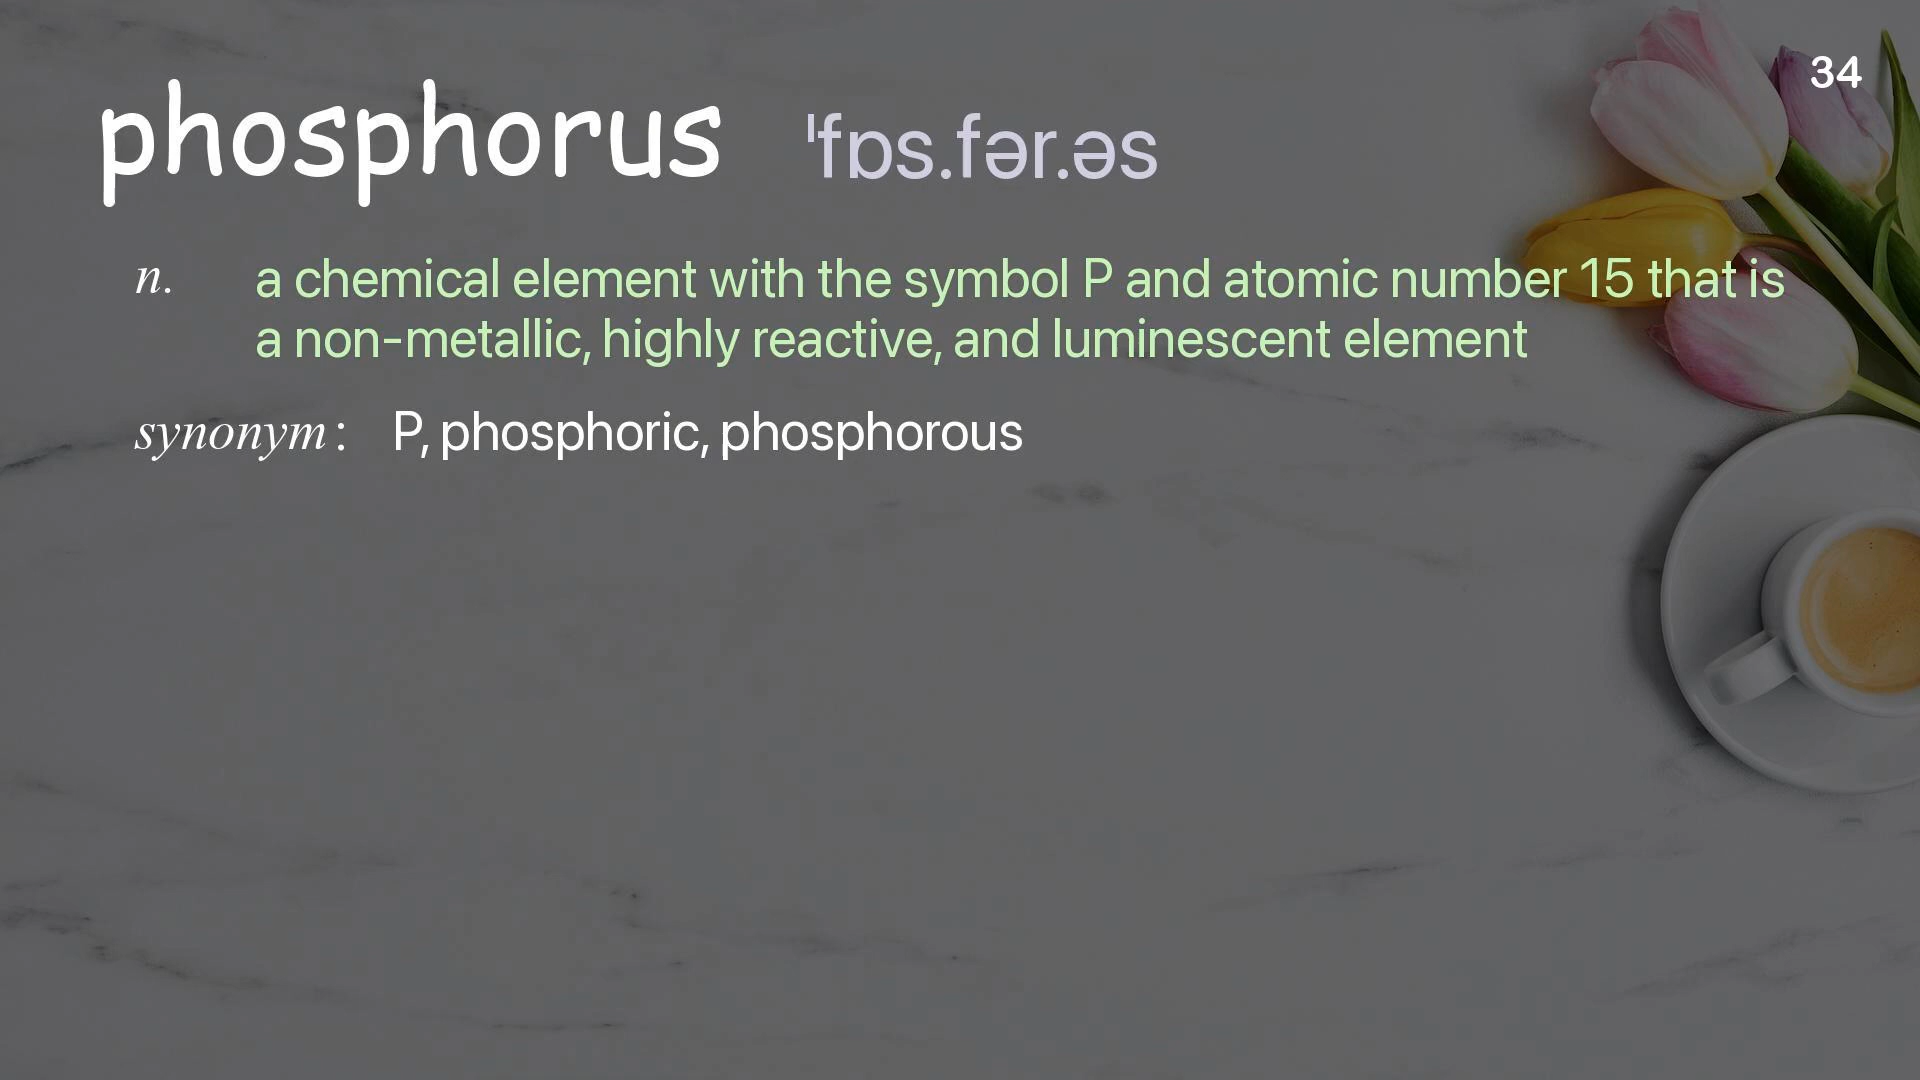 34
phosphorus ˈfɒs.fər.əs
n. a chemical element with the symbol P and atomic number 15 that is
a non-metallic, highly reactive, and luminescent element
synonym: P, phosphoric, phosphorous